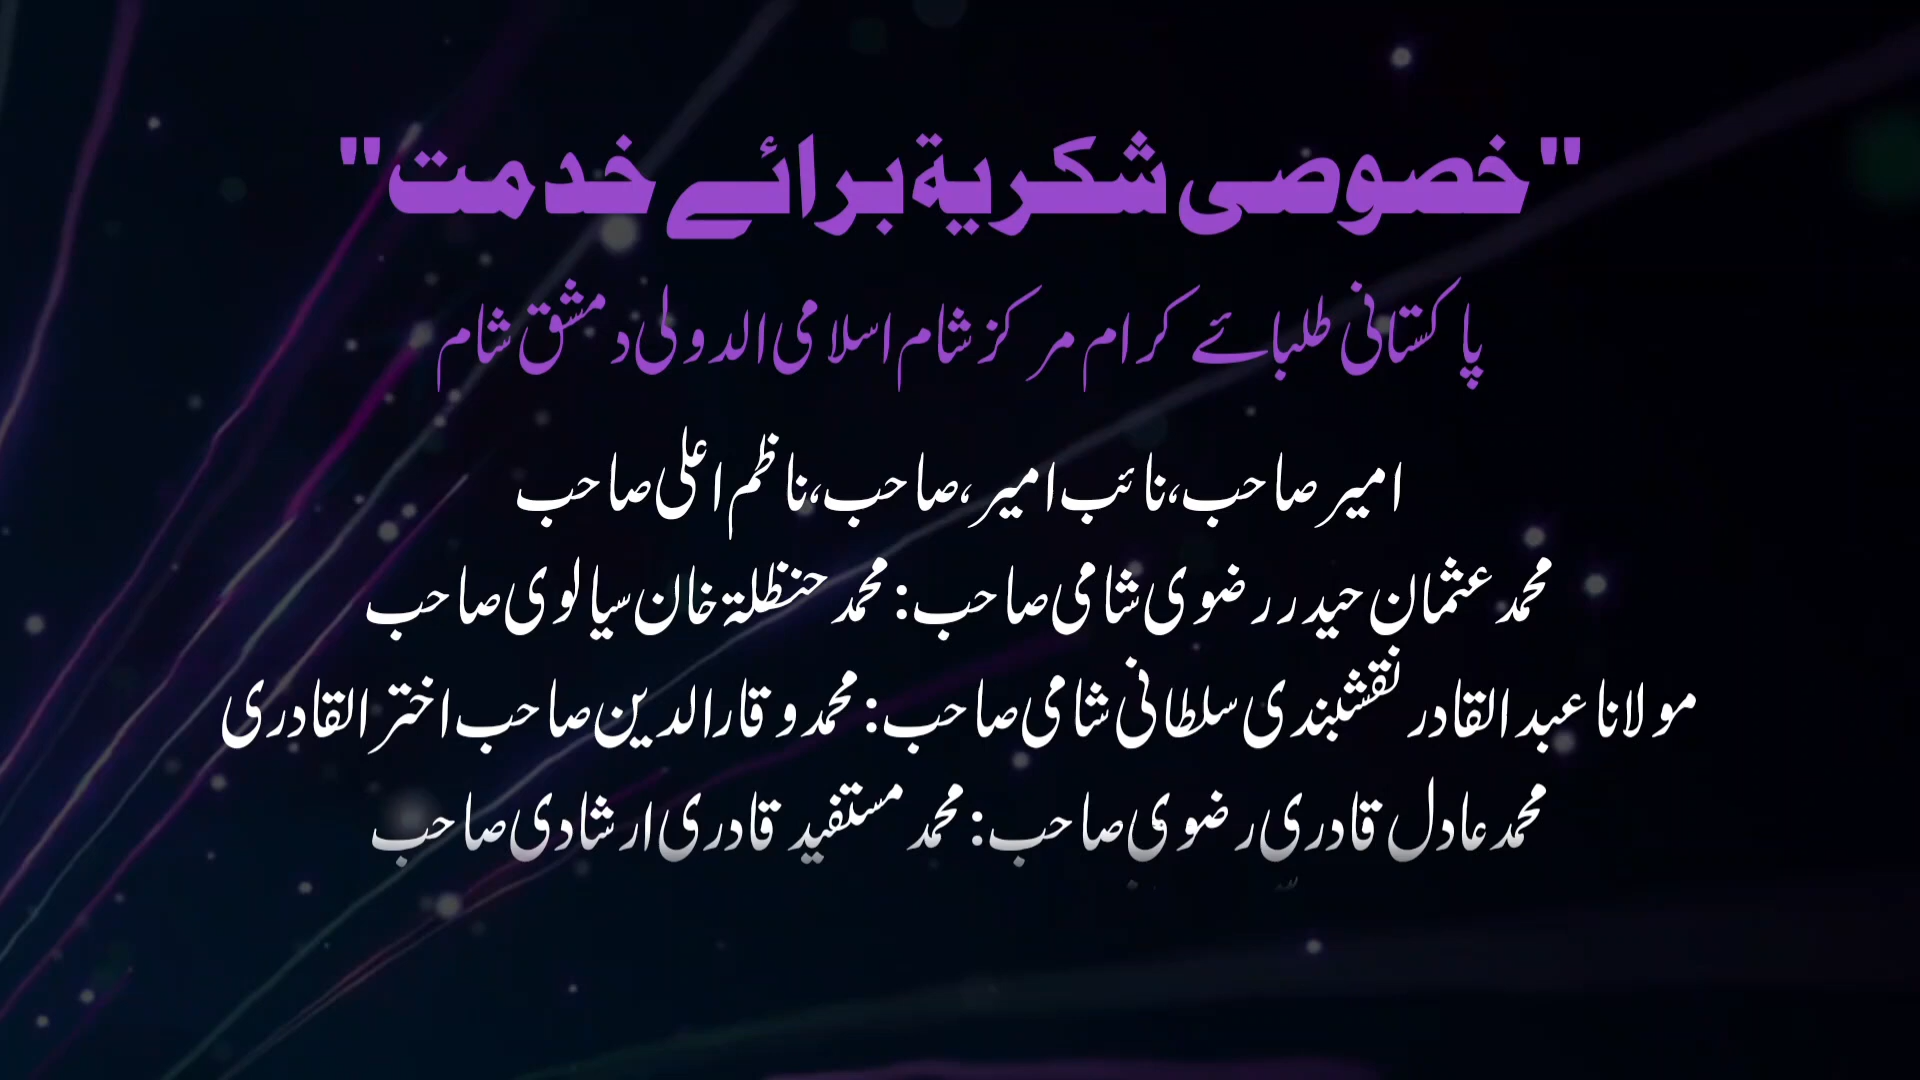 "خصوصی شکریة برائے خدمت"
پاکستانی طلبائے کرام مرکز شام اسلامی الدولی دمشق شام
امیر صاحب، نائب امیر، صاحب، ناظم اعلی صاحب
محمد عثمان حیدر رضوی شامی صاحب : محمد حنظلۃ خان سیالوی صاحب
مولانا عبد القادر نقشبندی سلطانی شامی صاحب : محمد وقار الدین صاحب اختر القادری
محمد عادل قادری رضوی صاحب : محمد مستفید قادری ارشادی صاحب